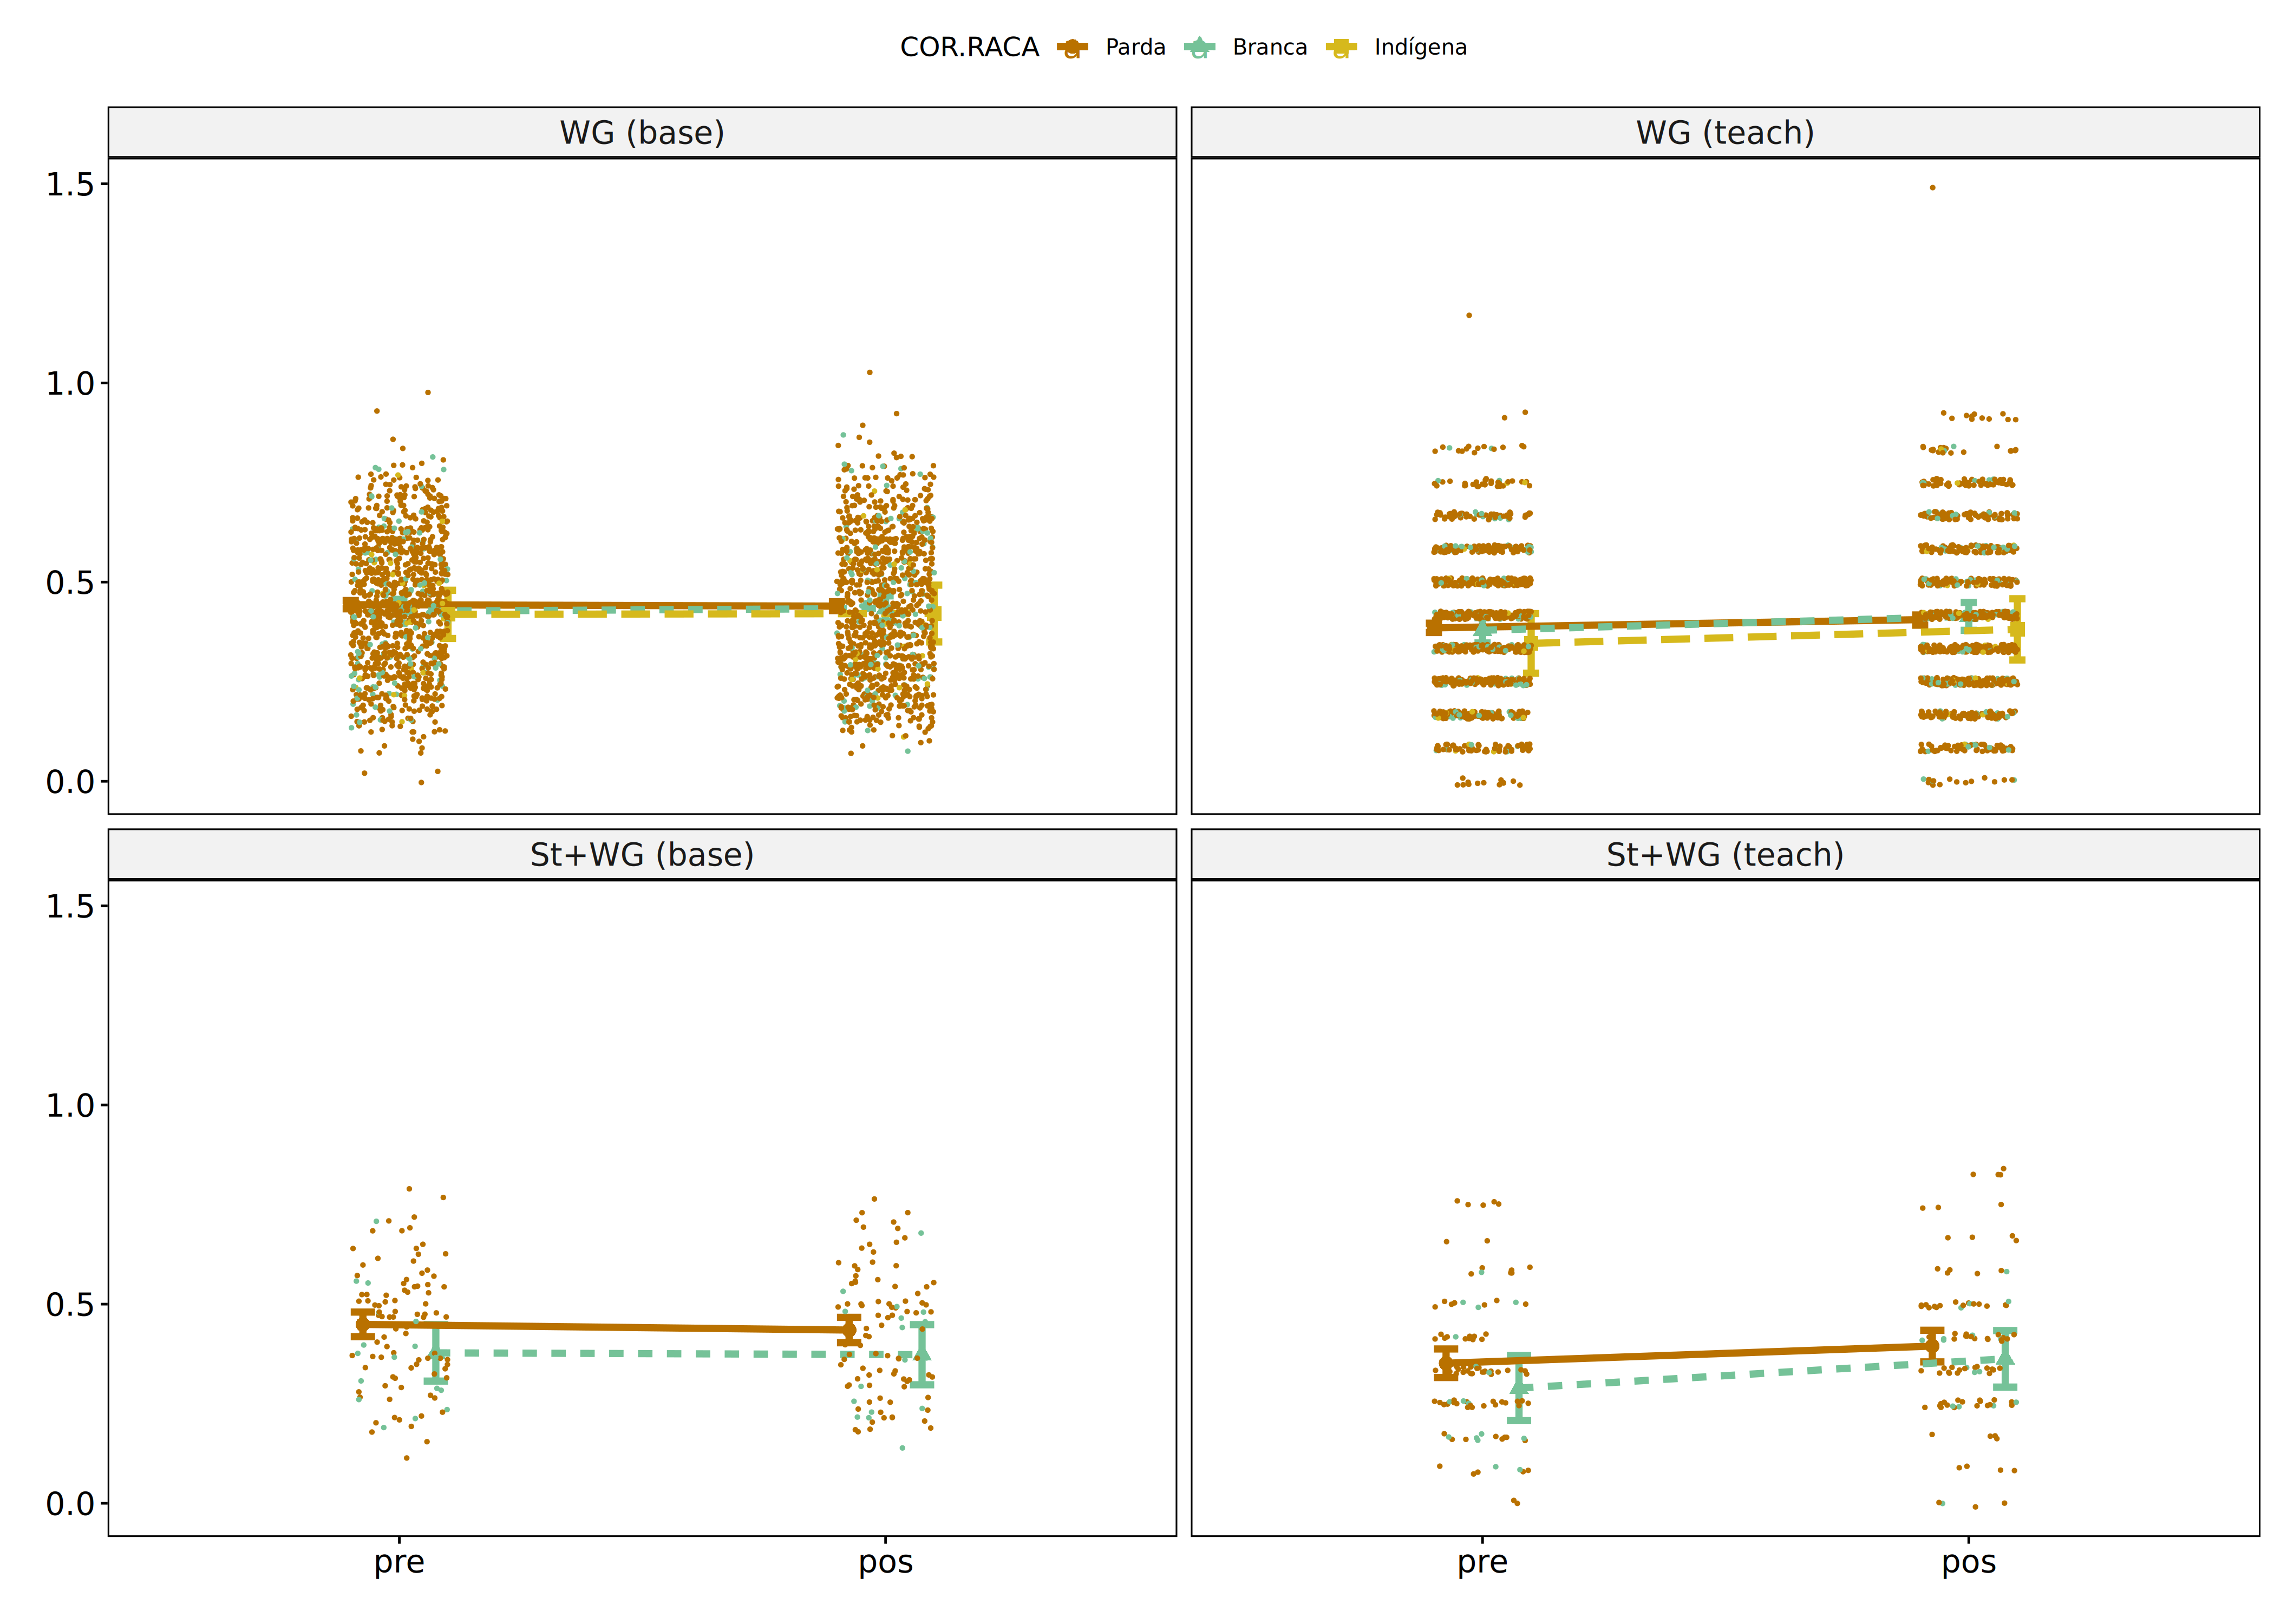 COR.RACA a Parda a Branca a Indígena
WG (base)
WG (teach)
1.5
1.0
0.5
0.0
St+WG (base)
St+WG (teach)
1.5
1.0
0.5
0.0
pre
pos
pre
pos